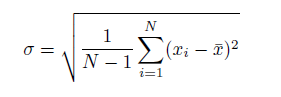 σ = √(1/(N − 1) ∑_{i=1}^{N} (x_i − x̄)²)